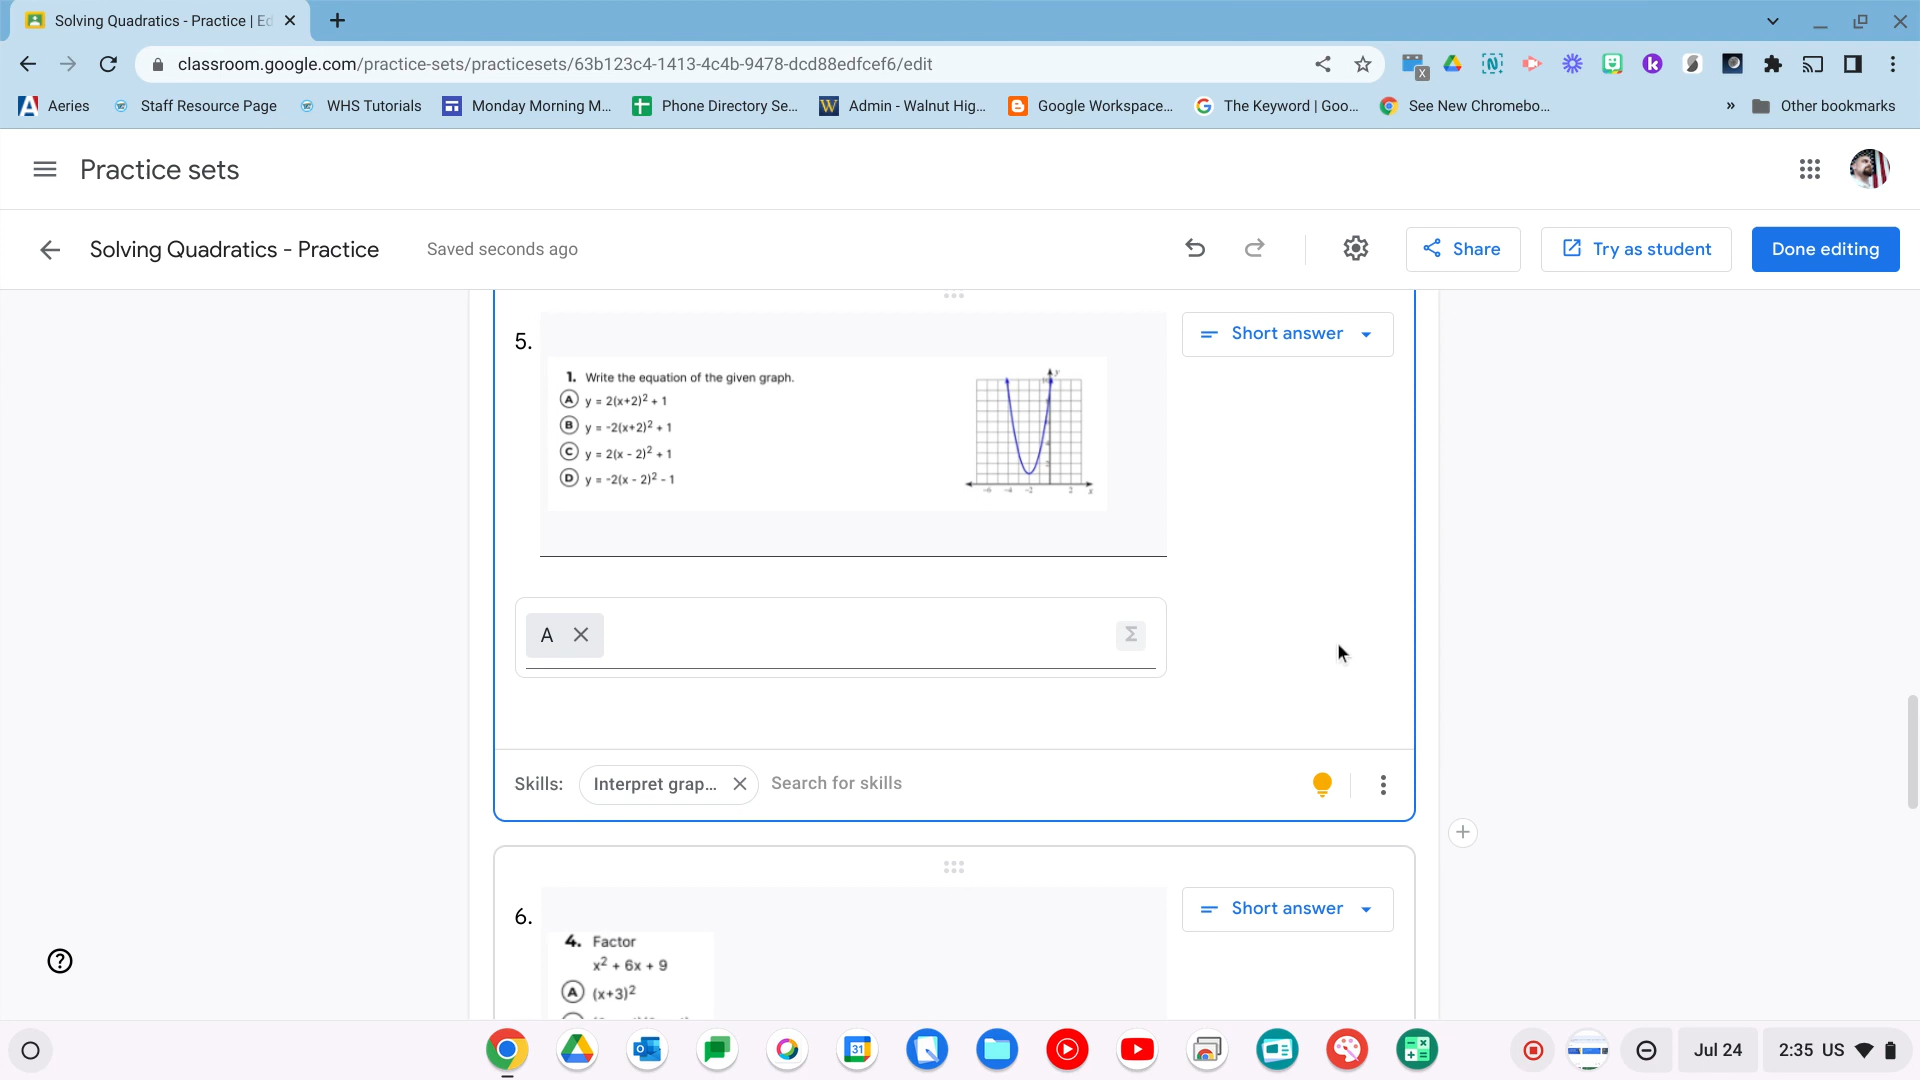 Solving Quadratics - Practice | Ed
classroom.google.com/practice-sets/practicesets/63b123c4-1413-4c4b-9478-dcd88edfcef6/edit
X
Aeries
Staff Resource Page
WHS Tutorials
Monday Morning M...
Phone Directory Se...
Admin - Walnut Hig...
Google Workspace...
The Keyword | Goo...
See New Chromebo...
»
Other bookmarks
Practice sets
Solving Quadratics - Practice
Saved seconds ago
Share
Try as student
Done editing
5.
1. Write the equation of the given graph.
A y = 2(x+2)² + 1
B y = -2(x+2)² + 1
C y = 2(x - 2)² + 1
D y = -2(x - 2)² - 1
y
-6 -4 -2 2 x
Short answer
A
Σ
Skills:
Interpret grap...
Search for skills
6.
4. Factor
x² + 6x + 9
A (x+3)²
Short answer
31
Jul 24
2:35 US